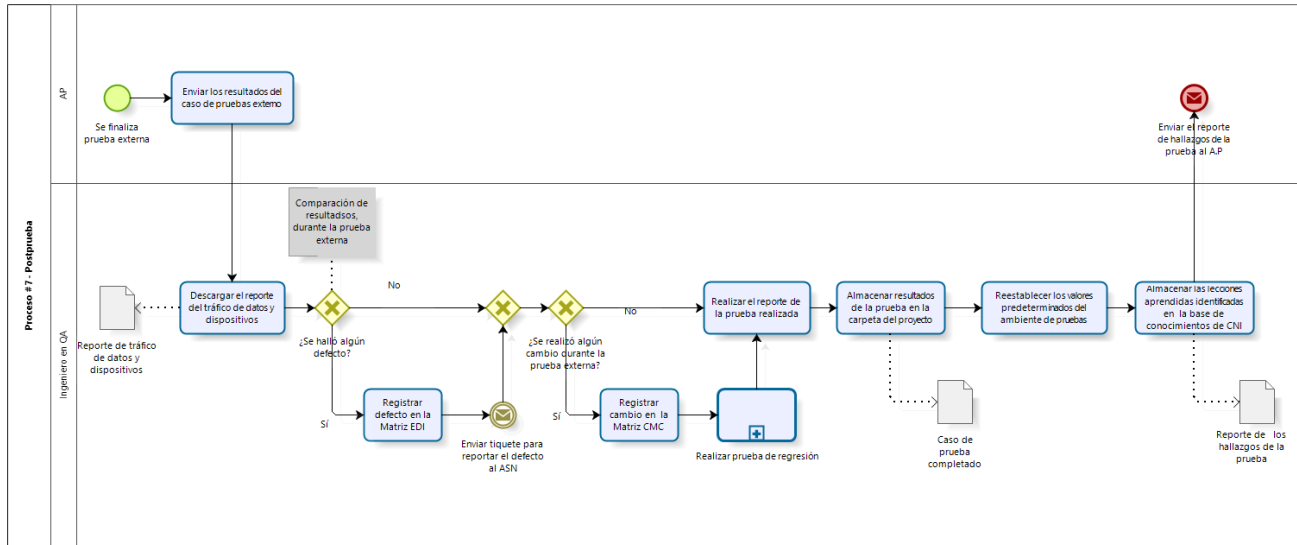 Proceso #7 - Postprueba
AP
Se finaliza
prueba externa
Enviar los resultados del
caso de pruebas externo
Enviar el reporte
de hallazgos de la
prueba al A.P
Ingeniero en QA
Comparación de
resultadsos,
durante la prueba
externa
Reporte de tráfico
de datos y
dispositivos
Descargar el reporte
del tráfico de datos y
dispositivos
¿Se halló algún
defecto?
No
Sí
Registrar
defecto en la
Matriz EDI
Enviar tiquete para
reportar el defecto
al ASN
¿Se realizó algún
cambio durante la
prueba externa?
No
Sí
Registrar
cambio en la
Matriz CMC
Realizar prueba de regresión
Realizar el reporte de
la prueba realizada
Almacenar resultados
de la prueba en la
carpeta del proyecto
Caso de
prueba
completado
Reestablecer los valores
predeterminados del
ambiente de pruebas
Almacenar las lecciones
aprendidas identificadas
en la base de
conocimientos de CNI
Reporte de los
hallazgos de la
prueba